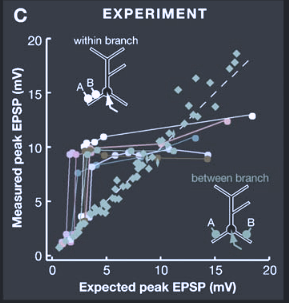 C
EXPERIMENT
within branch
A B
between branch
A B
Measured peak EPSP (mV)
20
15
10
5
0
0 5 10 15 20
Expected peak EPSP (mV)